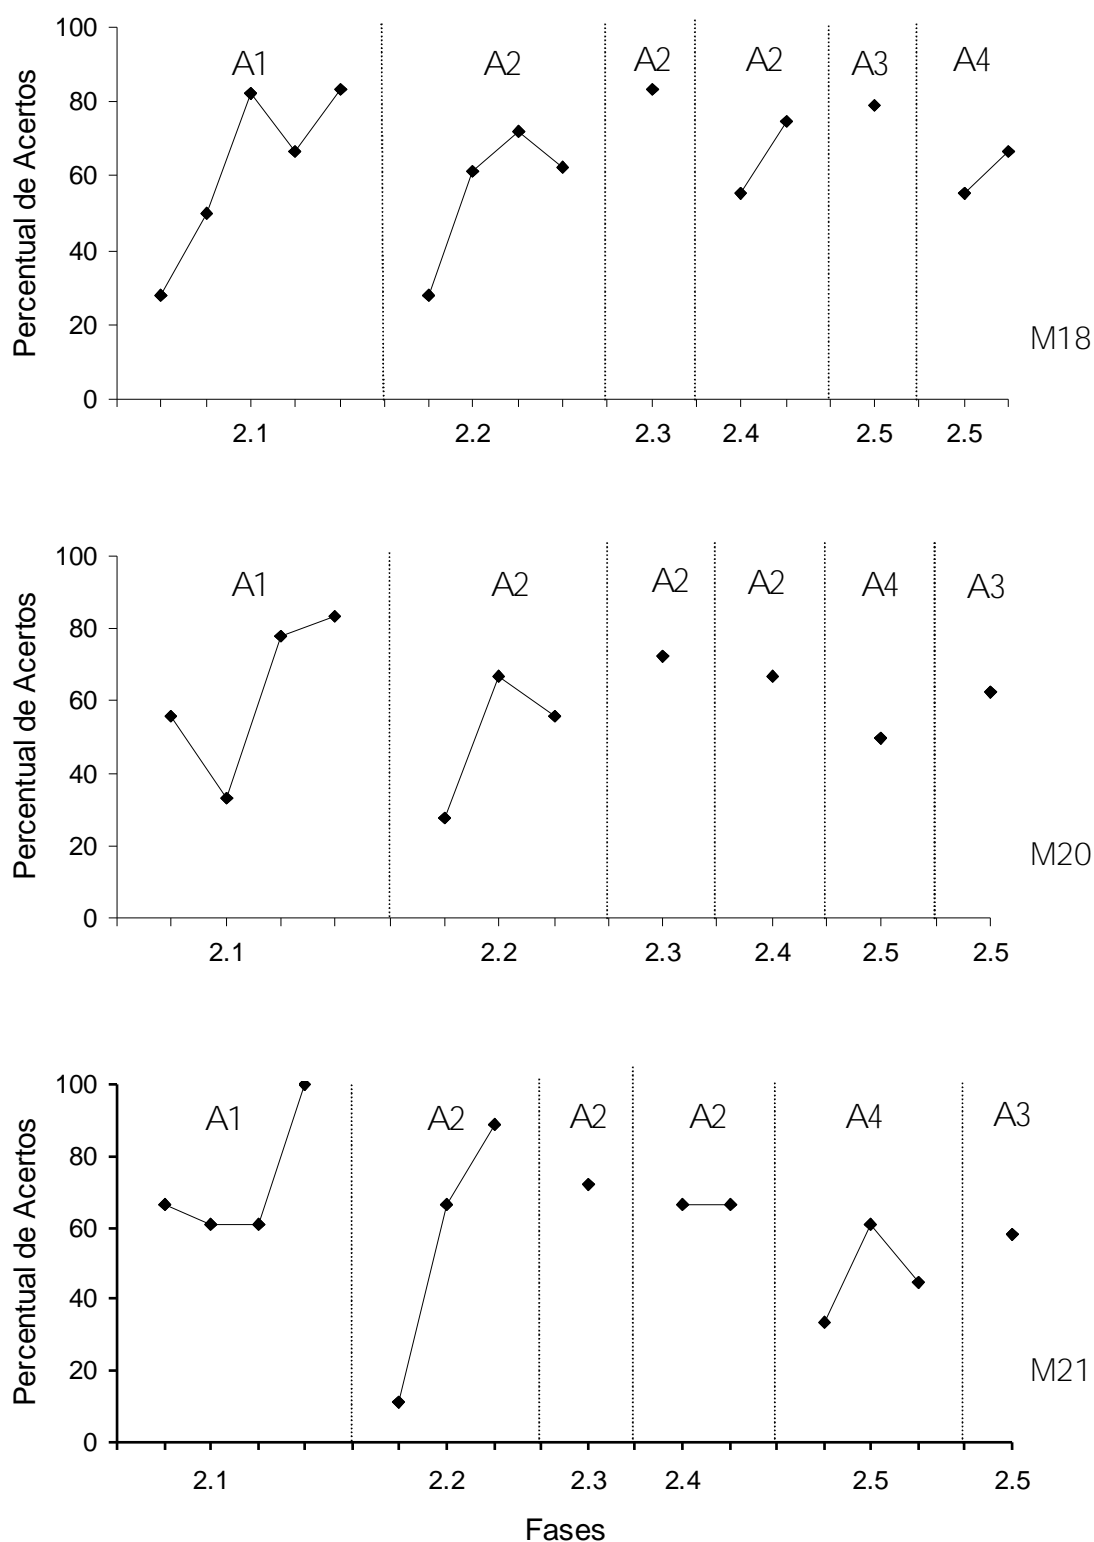 Percentual de Acertos
100
80
60
40
20
0
A1 A2 A2 A2 A3 A4
M18
2.1 2.2 2.3 2.4 2.5 2.5
Percentual de Acertos
100
80
60
40
20
0
A1 A2 A2 A2 A4 A3
M20
2.1 2.2 2.3 2.4 2.5 2.5
Percentual de Acertos
100
80
60
40
20
0
A1 A2 A2 A2 A4 A3
M21
2.1 2.2 2.3 2.4 2.5 2.5
Fases